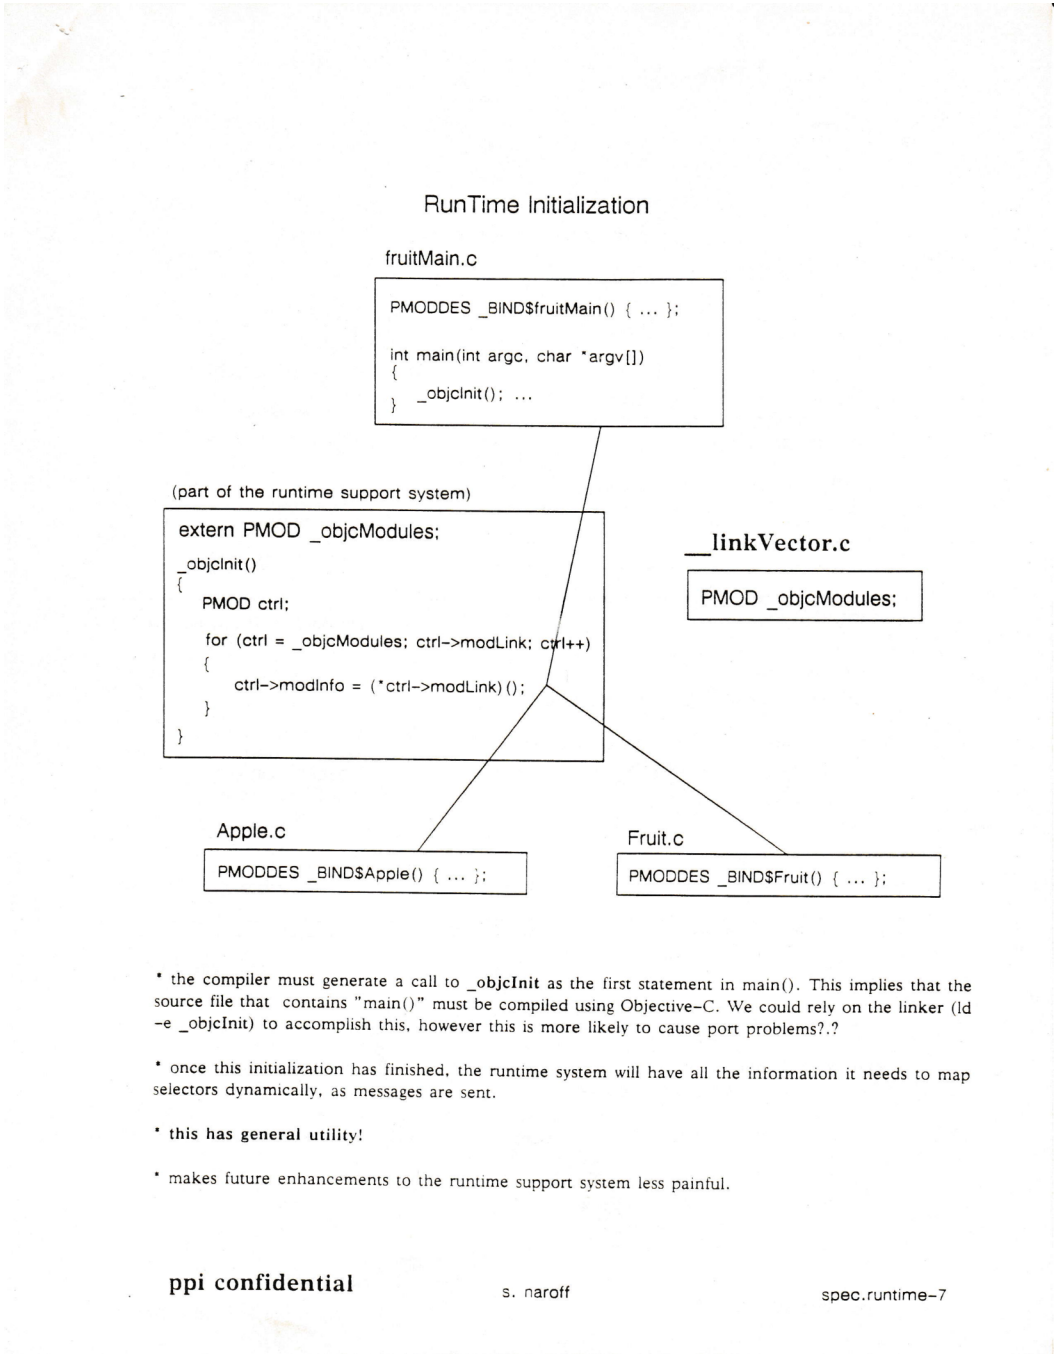 RunTime Initialization
fruitMain.c
PMODDES _BIND$fruitMain() { ... };
int main(int argc, char *argv[])
{
_objcInit(); ...
}
(part of the runtime support system)
extern PMOD _objcModules;
_objcInit()
{
PMOD ctrl;
for (ctrl = _objcModules; ctrl->modLink; ctrl++)
{
ctrl->modInfo = (*ctrl->modLink)();
}
}
__linkVector.c
PMOD _objcModules;
Apple.c
PMODDES _BIND$Apple() { ... };
Fruit.c
PMODDES _BIND$Fruit() { ... };
* the compiler must generate a call to _objcInit as the first statement in main(). This implies that the
source file that contains "main()" must be compiled using Objective-C. We could rely on the linker (ld
-e _objcInit) to accomplish this, however this is more likely to cause port problems?.?
* once this initialization has finished, the runtime system will have all the information it needs to map
selectors dynamically, as messages are sent.
* this has general utility!
* makes future enhancements to the runtime support system less painful.
ppi confidential
s. naroff
spec.runtime-7